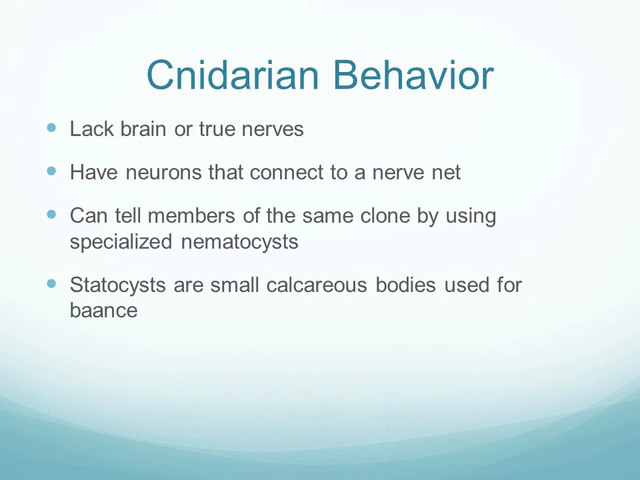 Cnidarian Behavior
Lack brain or true nerves
Have neurons that connect to a nerve net
Can tell members of the same clone by using
specialized nematocysts
Statocysts are small calcareous bodies used for
baance